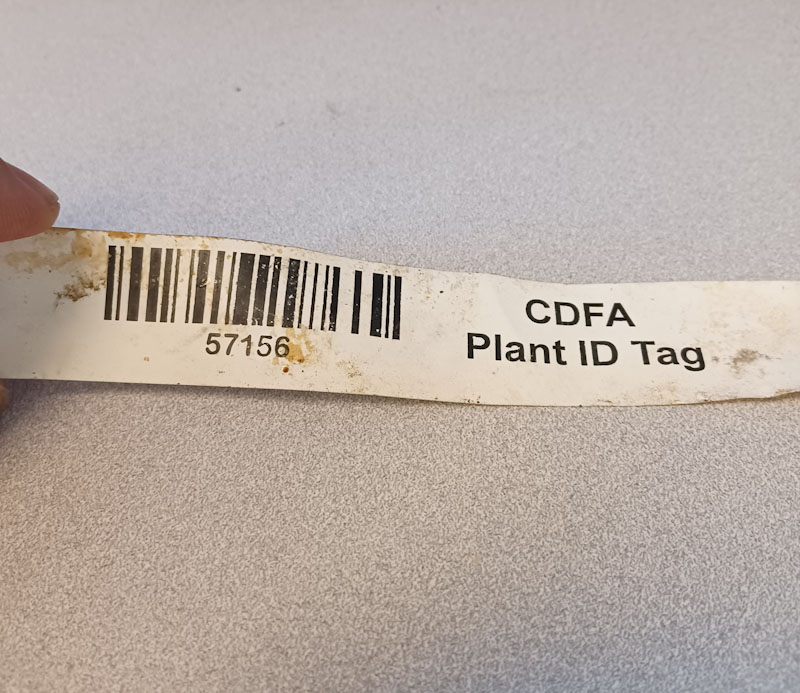 57156
CDFA
Plant ID Tag